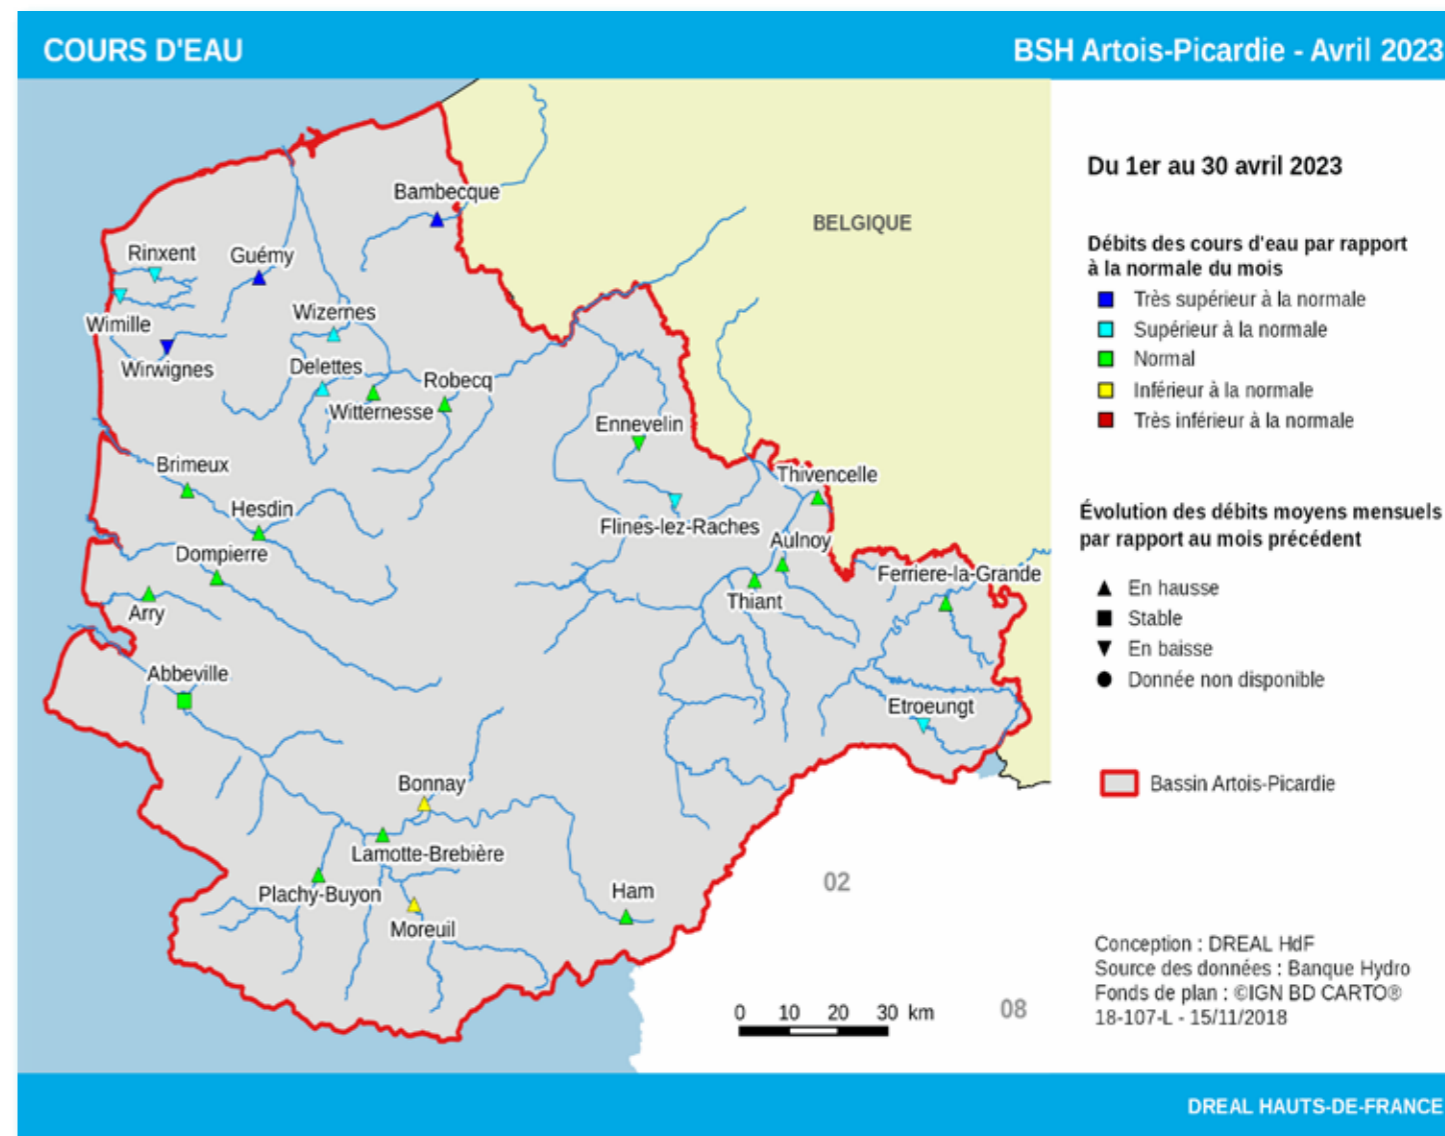 COURS D'EAU
BSH Artois-Picardie - Avril 2023
Du 1er au 30 avril 2023
Débits des cours d'eau par rapport
à la normale du mois
Très supérieur à la normale
Supérieur à la normale
Normal
Inférieur à la normale
Très inférieur à la normale
Évolution des débits moyens mensuels
par rapport au mois précédent
En hausse
Stable
En baisse
Donnée non disponible
Bassin Artois-Picardie
BELGIQUE
Bambecque
Rinxent
Guémy
Wimille
Wizernes
Wirwignes
Delettes
Robecq
Witternesse
Ennevelin
Brimeux
Thivencelle
Hesdin
Flines-lez-Raches
Aulnoy
Dompierre
Ferriere-la-Grande
Arry
Thiant
Abbeville
Etroeungt
Bonnay
Lamotte-Brebière
Plachy-Buyon
Ham
Moreuil
02
08
0 10 20 30 km
Conception : DREAL HdF
Source des données : Banque Hydro
Fonds de plan : ©IGN BD CARTO®
18-107-L - 15/11/2018
DREAL HAUTS-DE-FRANCE